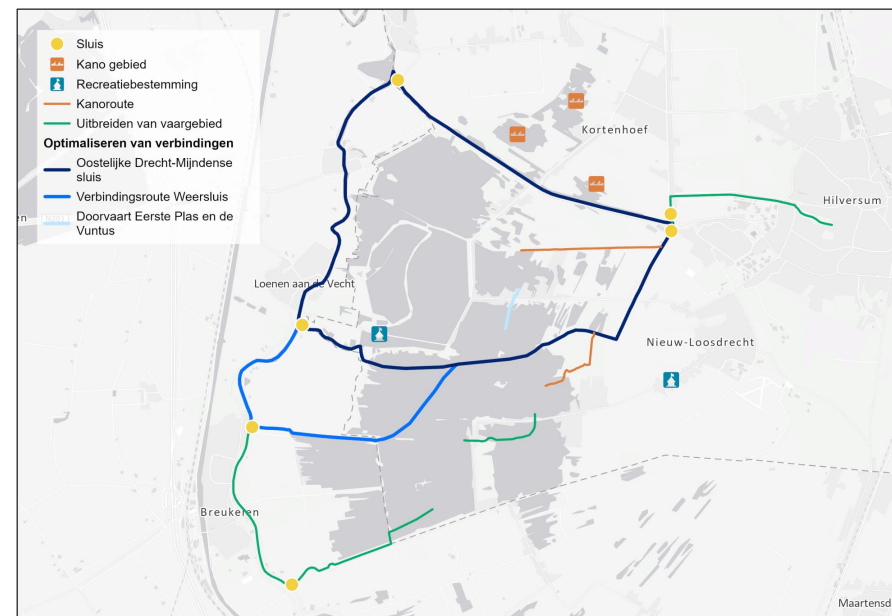 Sluis
Kano gebied
Recreatiebestemming
Kanoroute
Uitbreiden van vaargebied
Optimaliseren van verbindingen
Oostelijke Drecht-Mijndense
sluis
Verbindingsroute Weersluis
Doorvaart Eerste Plas en de
Vuntus
Kortenhoef
Hilversum
en
Loenen aan de Vecht
Nieuw-Loosdrecht
Breukelen
Maartensd